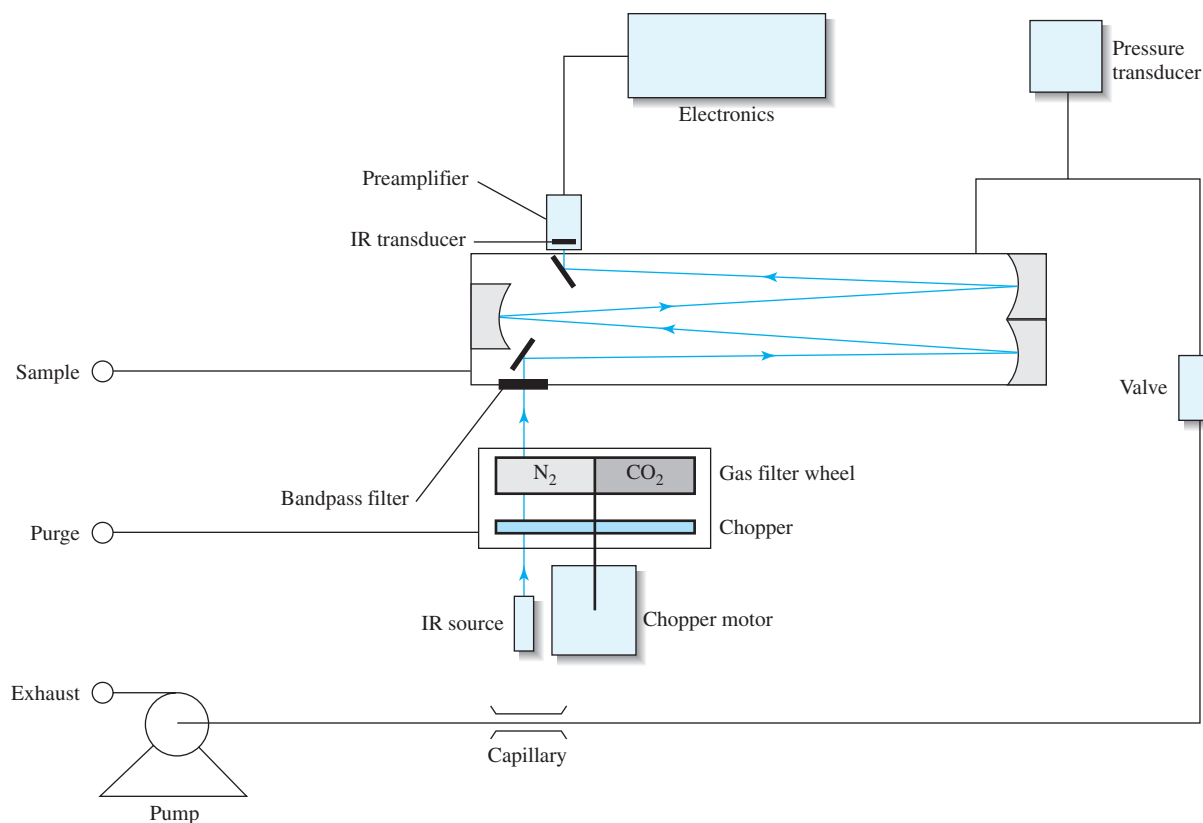 Pressure
transducer
Electronics
Preamplifier
IR transducer
Sample
Valve
N₂
CO₂
Gas filter wheel
Bandpass filter
Purge
Chopper
IR source
Chopper motor
Exhaust
Capillary
Pump